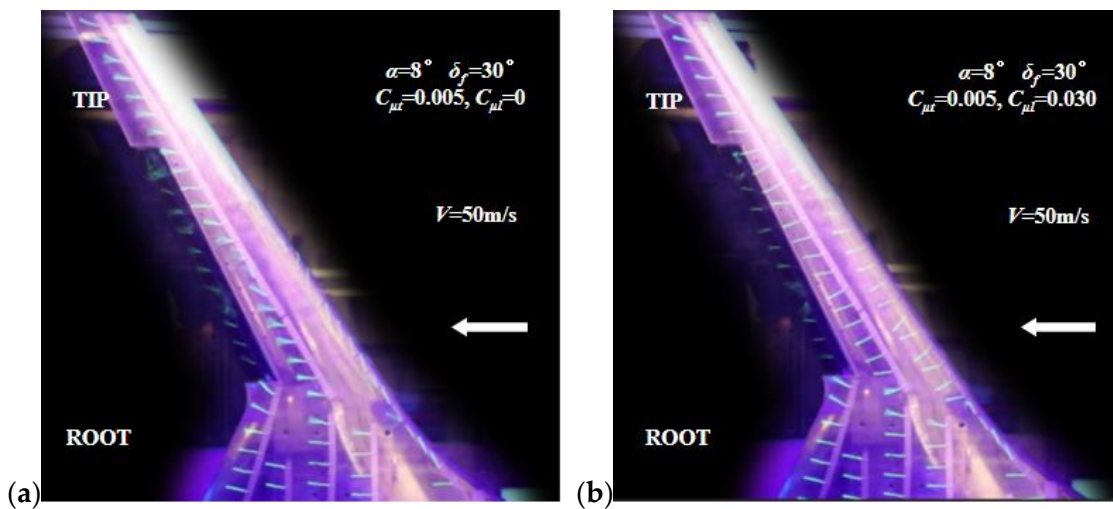 α=8° δf=30°
Cμt=0.005, Cμl=0
TIP
V=50m/s
ROOT
(a)
α=8° δf=30°
Cμt=0.005, Cμl=0.030
TIP
V=50m/s
ROOT
(b)